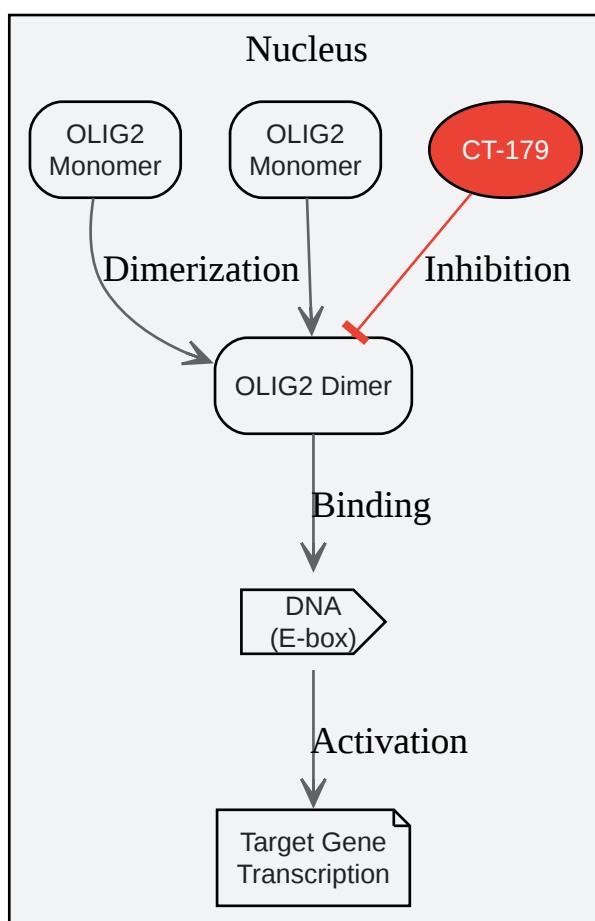 Nucleus
OLIG2
Monomer
OLIG2
Monomer
CT-179
Dimerization
Inhibition
OLIG2 Dimer
Binding
DNA
(E-box)
Activation
Target Gene
Transcription